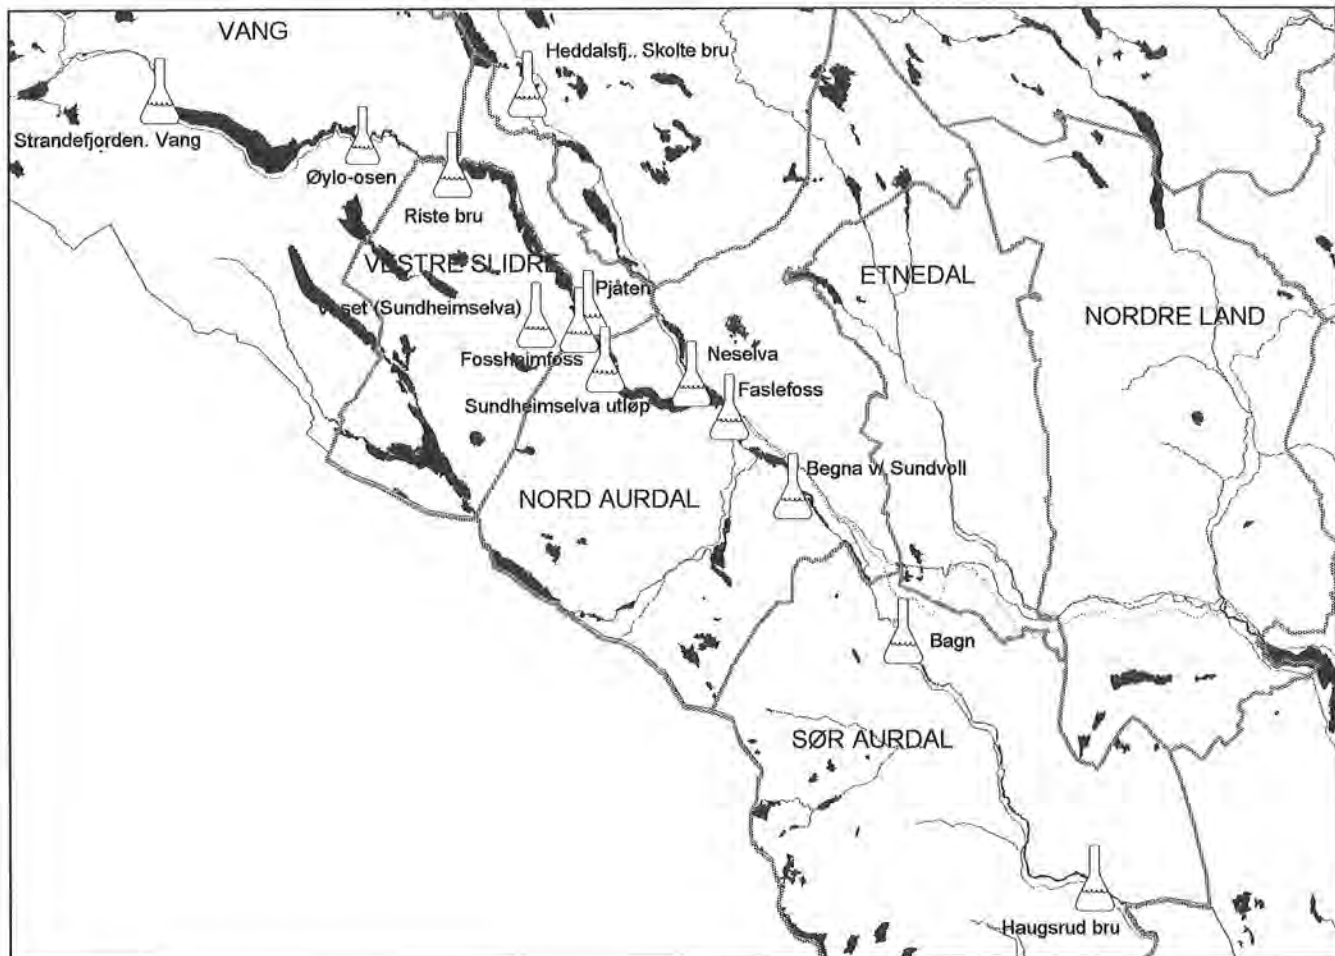 VANG
Heddalsfj.. Skolte bru
Strandefjorden. Vang
Øylo-osen
Riste bru
VESTRE SLIDRE
ETNEDAL
Pjåten
(Sundheimselva)
NORDRE LAND
Fossheimfoss
Neselva
Faslefoss
Sundheimselva utløp
Begna v/ Sundvoll
NORD AURDAL
Bagn
SØR AURDAL
Haugsrud bru